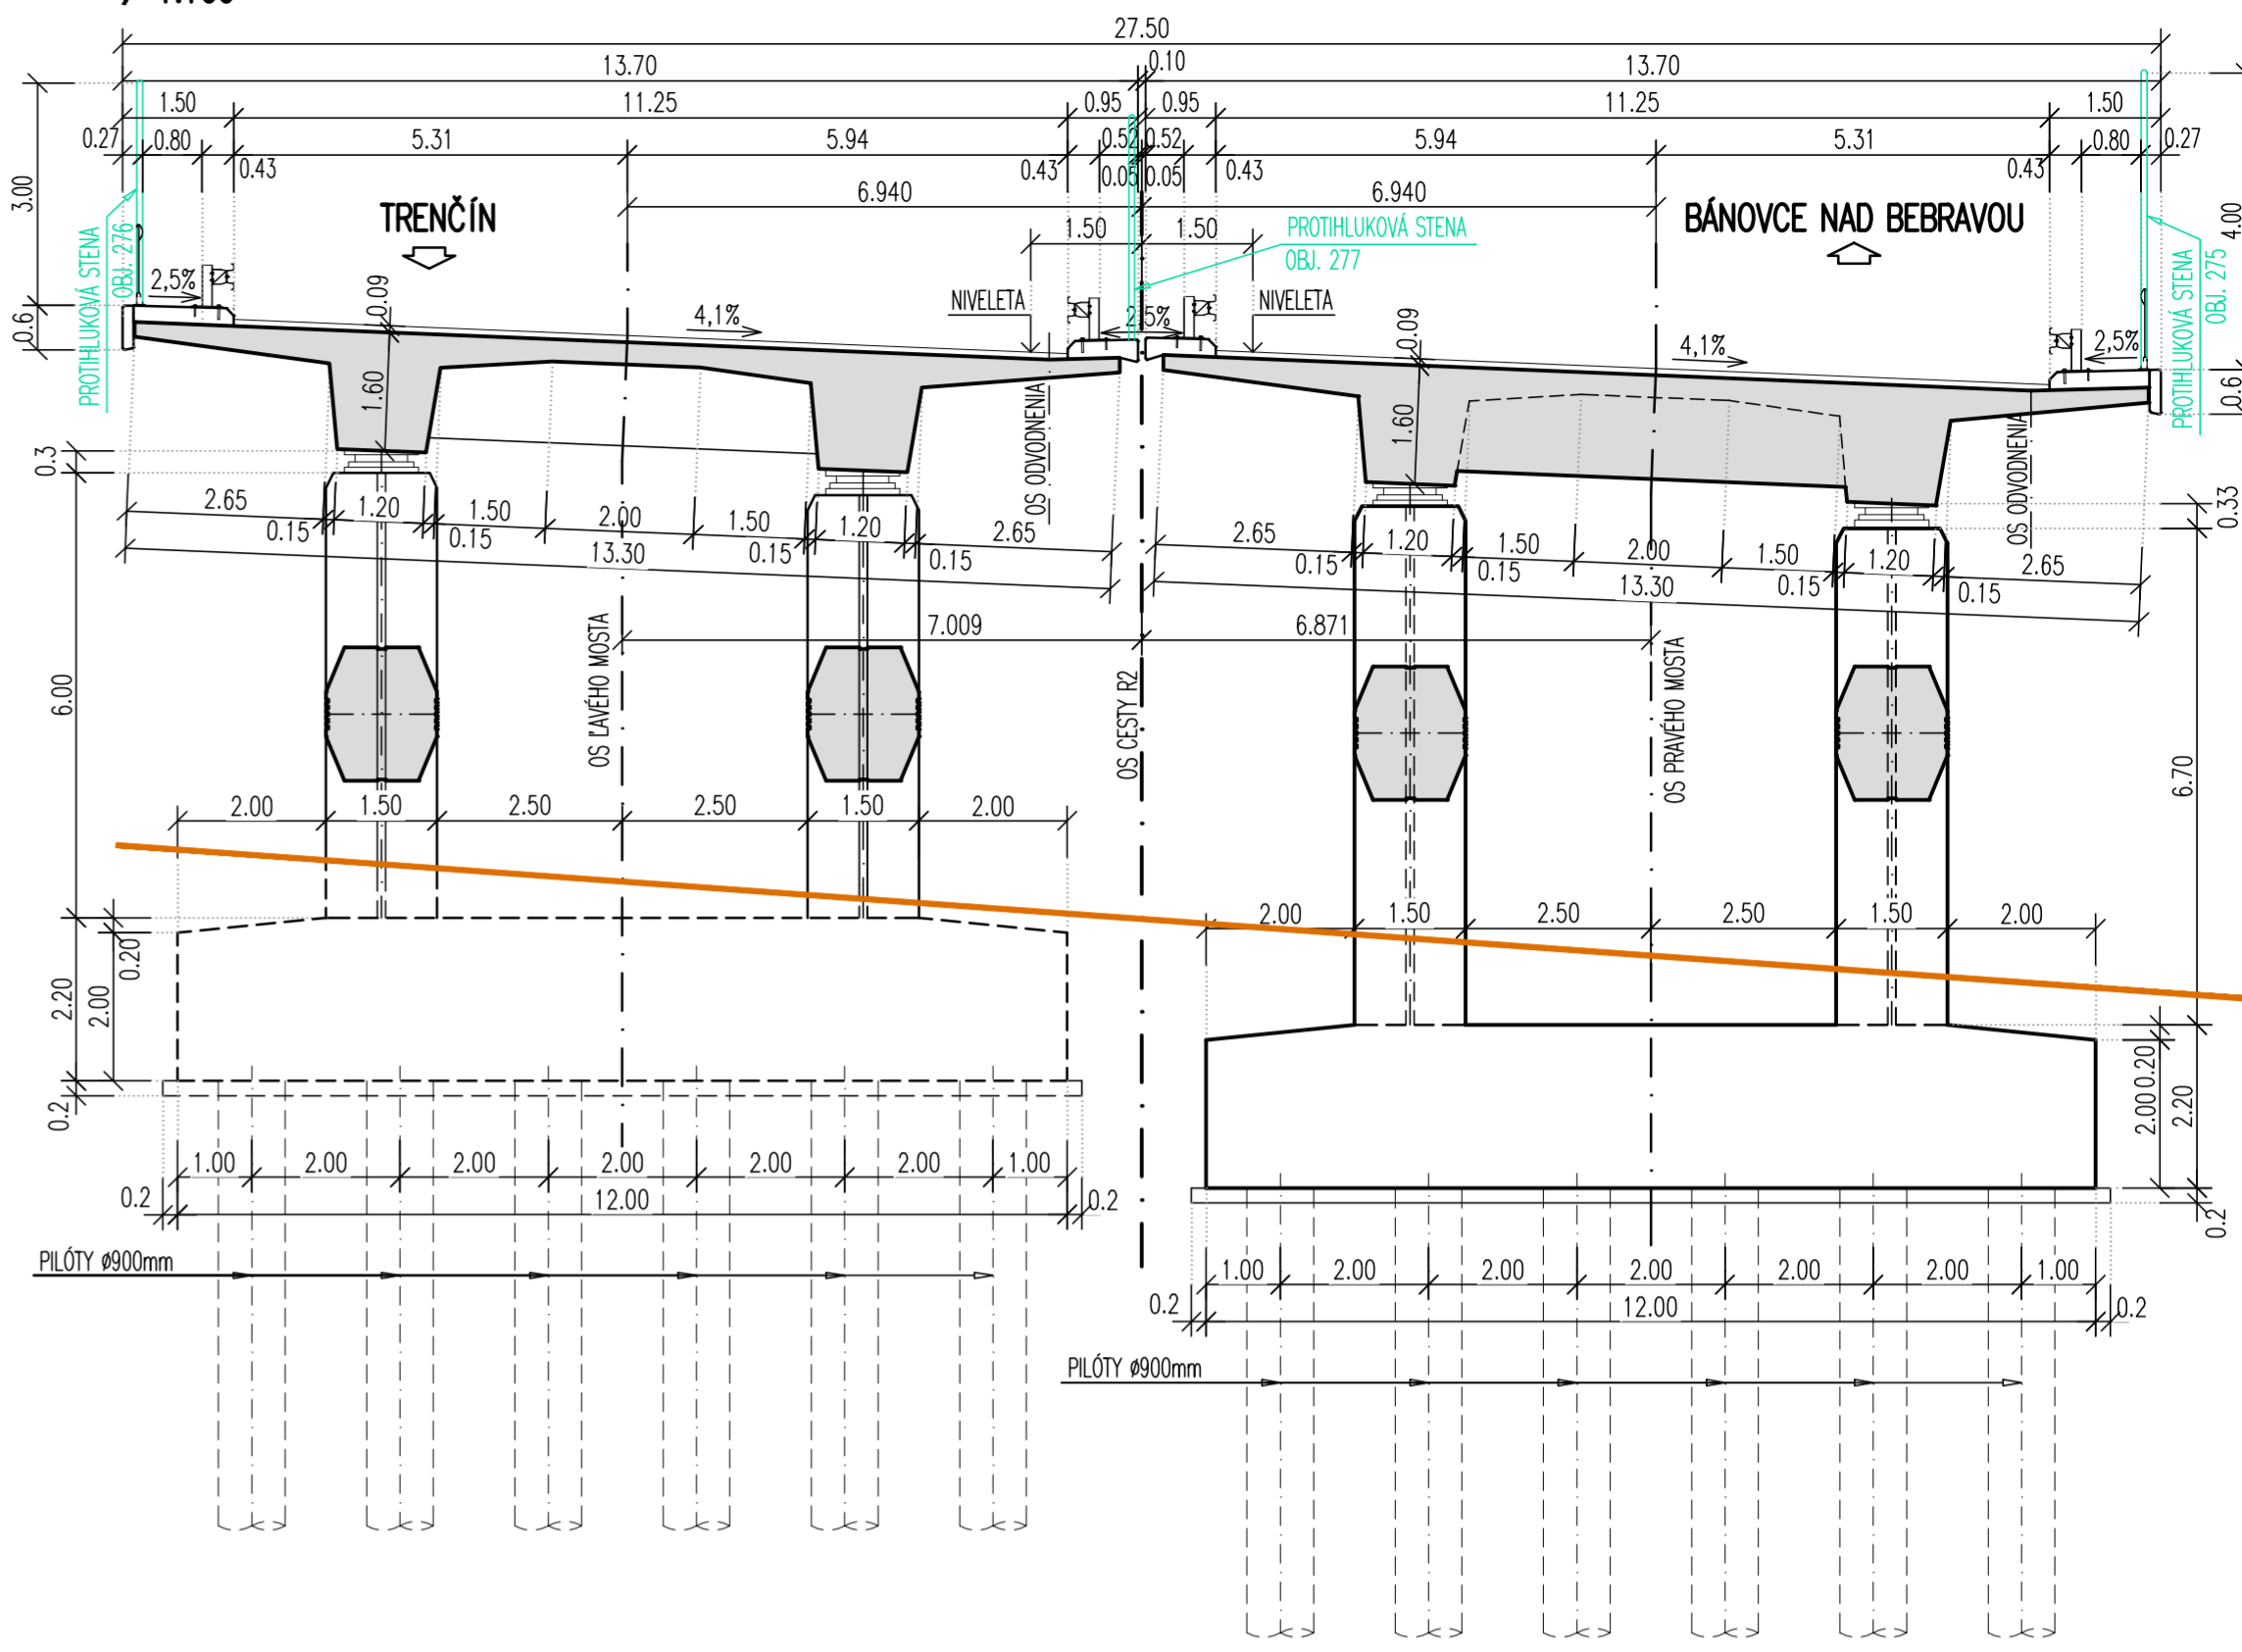 27.50
13.70 0.10 13.70
1.50 11.25 0.95 0.95 11.25 1.50
0.27 0.80 5.31 5.94 0.52 0.52 5.94 5.31 0.80 0.27
0.43 0.43 0.05 0.05 0.43 0.43
3.00
6.940 6.940
4.00
TRENČÍN
BÁNOVCE NAD BEBRAVOU
1.50 1.50
PROTIHLUKOVÁ STENA
OBJ. 276
PROTIHLUKOVÁ STENA
OBJ. 277
PROTIHLUKOVÁ STENA
OBJ. 275
2,5%
0.09
4,1%
NIVELETA
NIVELETA
2,5%
0.09
4,1%
2,5%
0.6
0.6
1.60
1.60
OS ODVODNENIA
OS ODVODNENIA
0.3
0.33
2.65 1.20 1.50 2.00 1.50 1.20 2.65
0.15 0.15 0.15 0.15
13.30
2.65 1.20 1.50 2.00 1.50 1.20 2.65
0.15 0.15 0.15 0.15
13.30
7.009 6.871
OS ĽAVÉHO MOSTA
OS CESTY R2
OS PRAVÉHO MOSTA
6.00
6.70
2.00 1.50 2.50 2.50 1.50 2.00
2.00 1.50 2.50 2.50 1.50 2.00
0.20
2.20
2.00
0.2
2.00 0.20
2.20
0.2
1.00 2.00 2.00 2.00 2.00 2.00 1.00
0.2 12.00 0.2
PILÓTY ø900mm
1.00 2.00 2.00 2.00 2.00 2.00 1.00
0.2 12.00 0.2
PILÓTY ø900mm